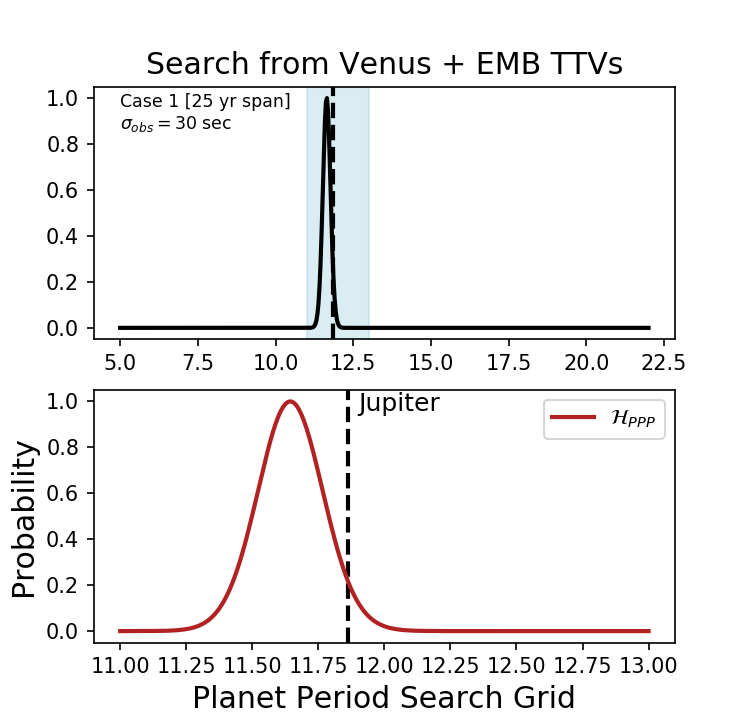 Search from Venus + EMB TTVs
Case 1 [25 yr span]
σ_obs = 30 sec
1.0
0.8
0.6
0.4
0.2
0.0
5.0 7.5 10.0 12.5 15.0 17.5 20.0 22.5
Jupiter
ℋ_PPP
Probability
1.0
0.8
0.6
0.4
0.2
0.0
11.00 11.25 11.50 11.75 12.00 12.25 12.50 12.75 13.00
Planet Period Search Grid